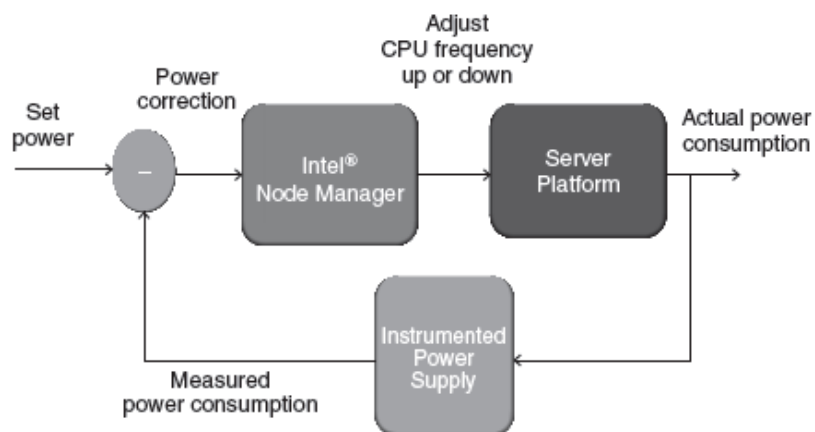 Set
power
Power
correction
–
Intel®
Node Manager
Adjust
CPU frequency
up or down
Server
Platform
Actual power
consumption
Instrumented
Power
Supply
Measured
power consumption